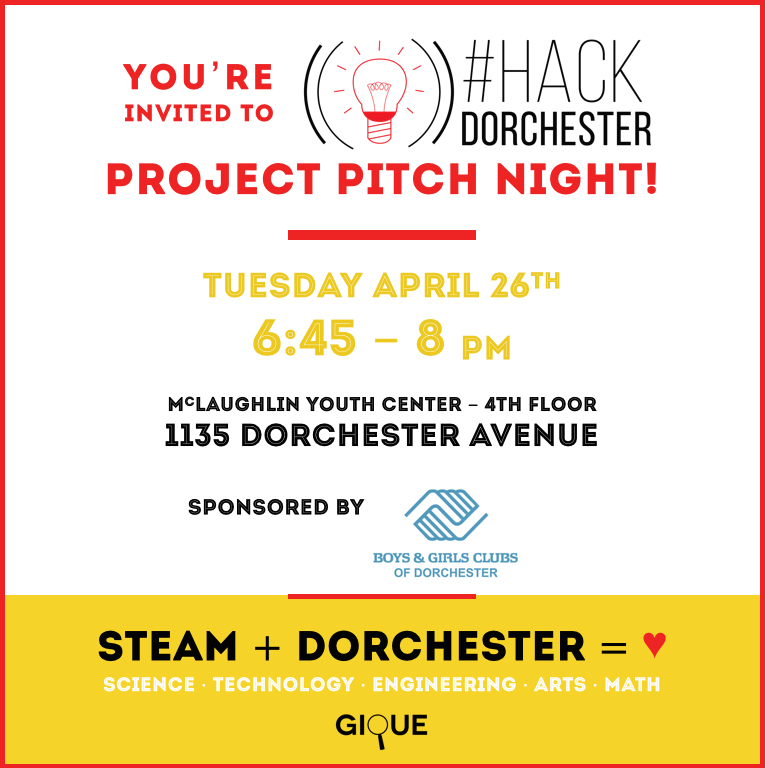 YOU'RE
INVITED TO
#HACK
DORCHESTER
PROJECT PITCH NIGHT!
TUESDAY APRIL 26TH
6:45 – 8 PM
McLAUGHLIN YOUTH CENTER – 4TH FLOOR
1135 DORCHESTER AVENUE
SPONSORED BY
BOYS & GIRLS CLUBS
OF DORCHESTER
STEAM + DORCHESTER = ♥
SCIENCE · TECHNOLOGY · ENGINEERING · ARTS · MATH
GIQUE